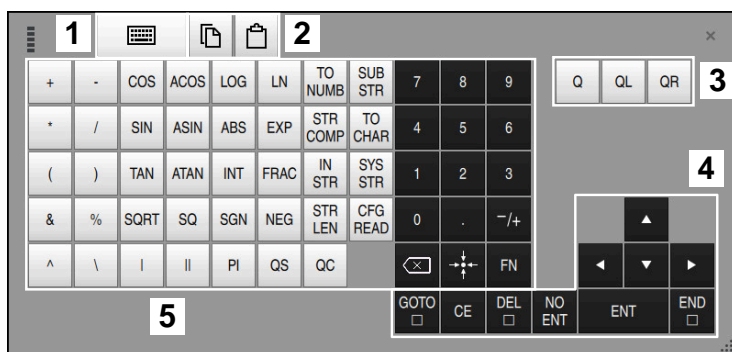 1 2 ×
+ - COS ACOS LOG LN TO NUMB SUB STR 7 8 9 Q QL QR 3
* / SIN ASIN ABS EXP STR COMP TO CHAR 4 5 6
( ) TAN ATAN INT FRAC IN STR SYS STR 1 2 3 4
& % SQRT SQ SGN NEG STR LEN CFG READ 0 . −/+
^ \ | || PI QS QC FN
5 GOTO CE DEL NO ENT ENT END